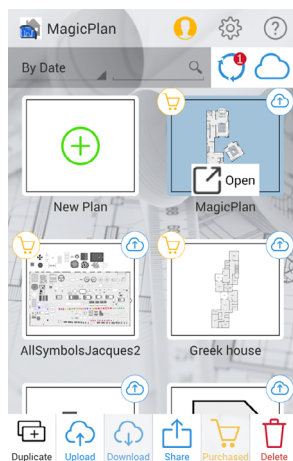 MagicPlan
?
By Date
1
Open
New Plan
MagicPlan
AllSymbolsJacques2
Greek house
Duplicate Upload Download Share Purchased Delete